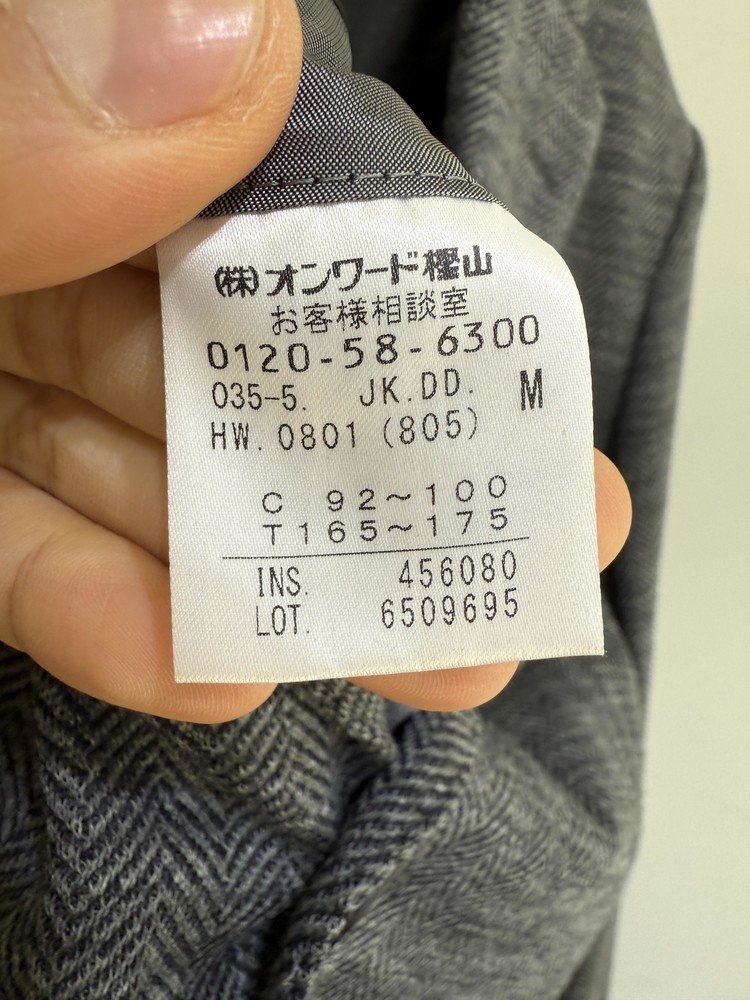 ㈱オンワード樫山
お客様相談室
0120-58-6300
035-5. JK.DD. M
HW.0801(805)
C 92～100
T165～175
INS. 456080
LOT. 6509695